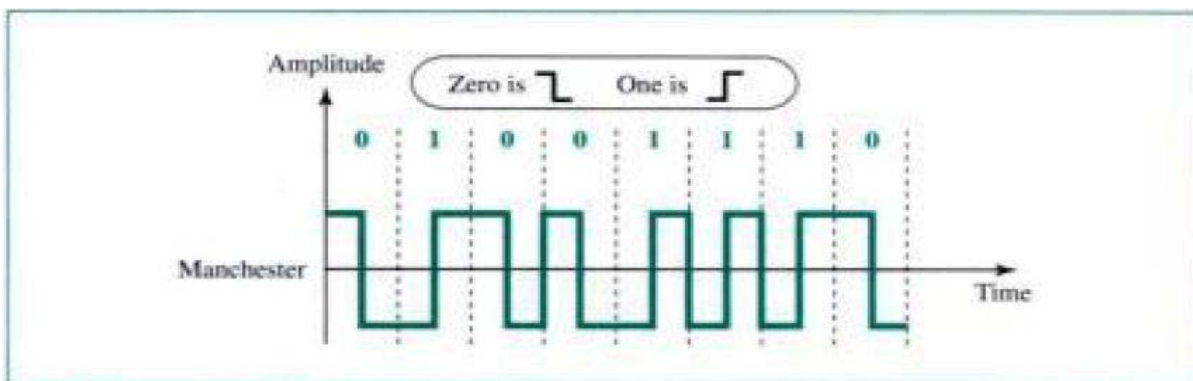 Amplitude
Zero is One is
0 1 0 0 1 1 1 0
Manchester
Time